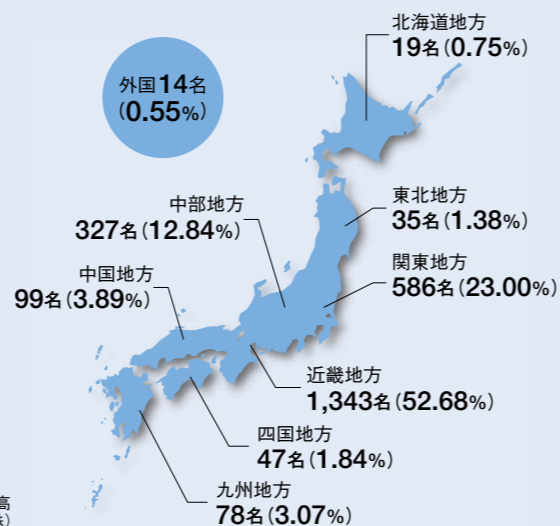 北海道地方
19名(0.75%)
外国14名
(0.55%)
東北地方
35名(1.38%)
中部地方
327名(12.84%)
関東地方
586名(23.00%)
中国地方
99名(3.89%)
近畿地方
1,343名(52.68%)
四国地方
47名(1.84%)
九州地方
78名(3.07%)
高